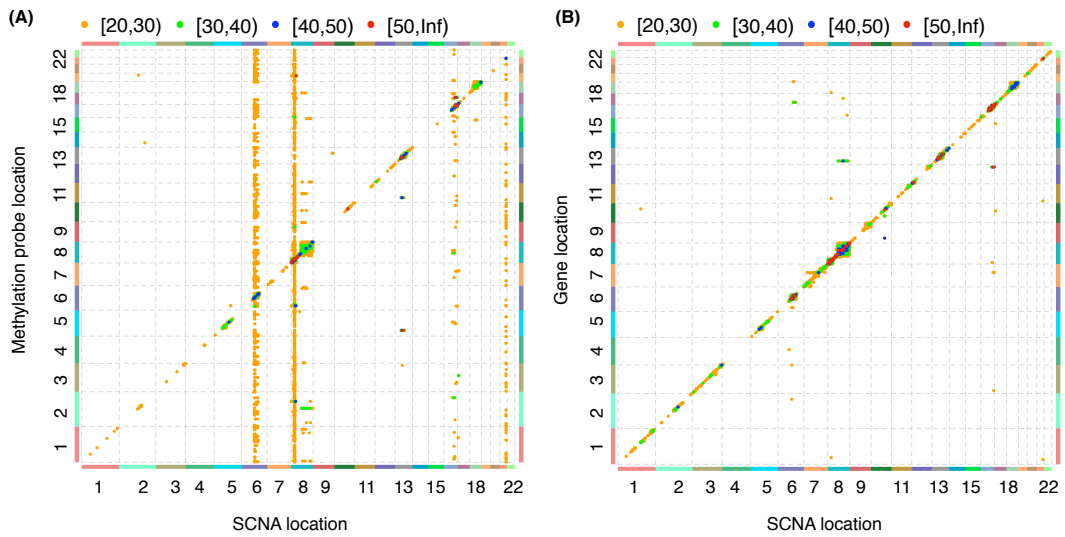 (A)
[20,30) [30,40) [40,50) [50,Inf)
Methylation probe location
22
18
15
13
11
9
8
7
6
5
4
3
2
1
1 2 3 4 5 6 7 8 9 11 13 15 18 22
SCNA location
(B)
[20,30) [30,40) [40,50) [50,Inf)
Gene location
22
18
15
13
11
9
8
7
6
5
4
3
2
1
1 2 3 4 5 6 7 8 9 11 13 15 18 22
SCNA location